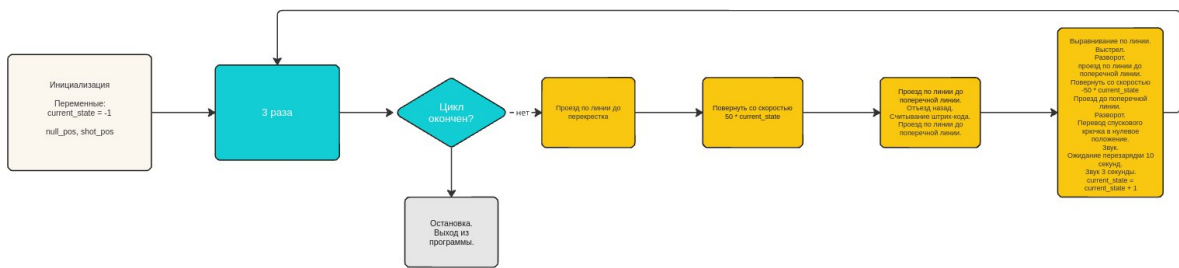 Инициализация
Переменные:
current_state = -1
null_pos, shot_pos
3 раза
Цикл
окончен?
нет
Остановка.
Выход из
программы.
Проезд по линии до
перекрестка
Повернуть со скоростью
50 * current_state
Проезд по линии до
поперечной линии.
Отъезд назад.
Считывание штрих-кода.
Проезд по линии до
поперечной линии.
Выравнивание по линии.
Выстрел.
Разворот.
проезд по линии до
поперечной линии.
Повернуть со скоростью
-50 * current_state
Проезд до поперечной
линии.
Разворот.
Перевод спускового
крючка в нулевое
положение.
Звук.
Ожидание перезарядки 10
секунд.
Звук 3 секунды.
current_state =
current_state + 1